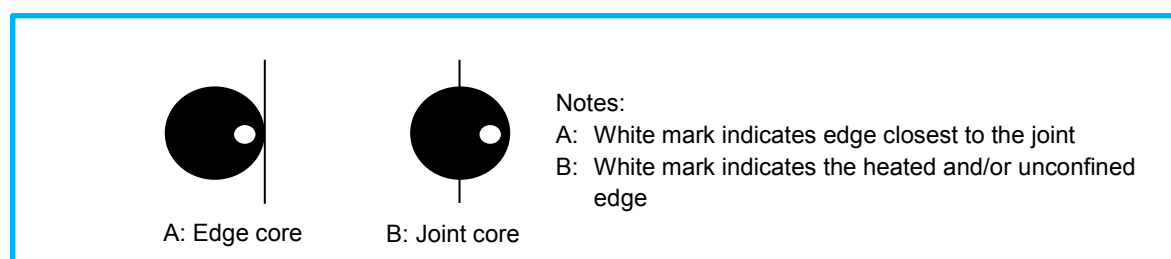 Notes:
A: White mark indicates edge closest to the joint
B: White mark indicates the heated and/or unconfined
edge
A: Edge core
B: Joint core